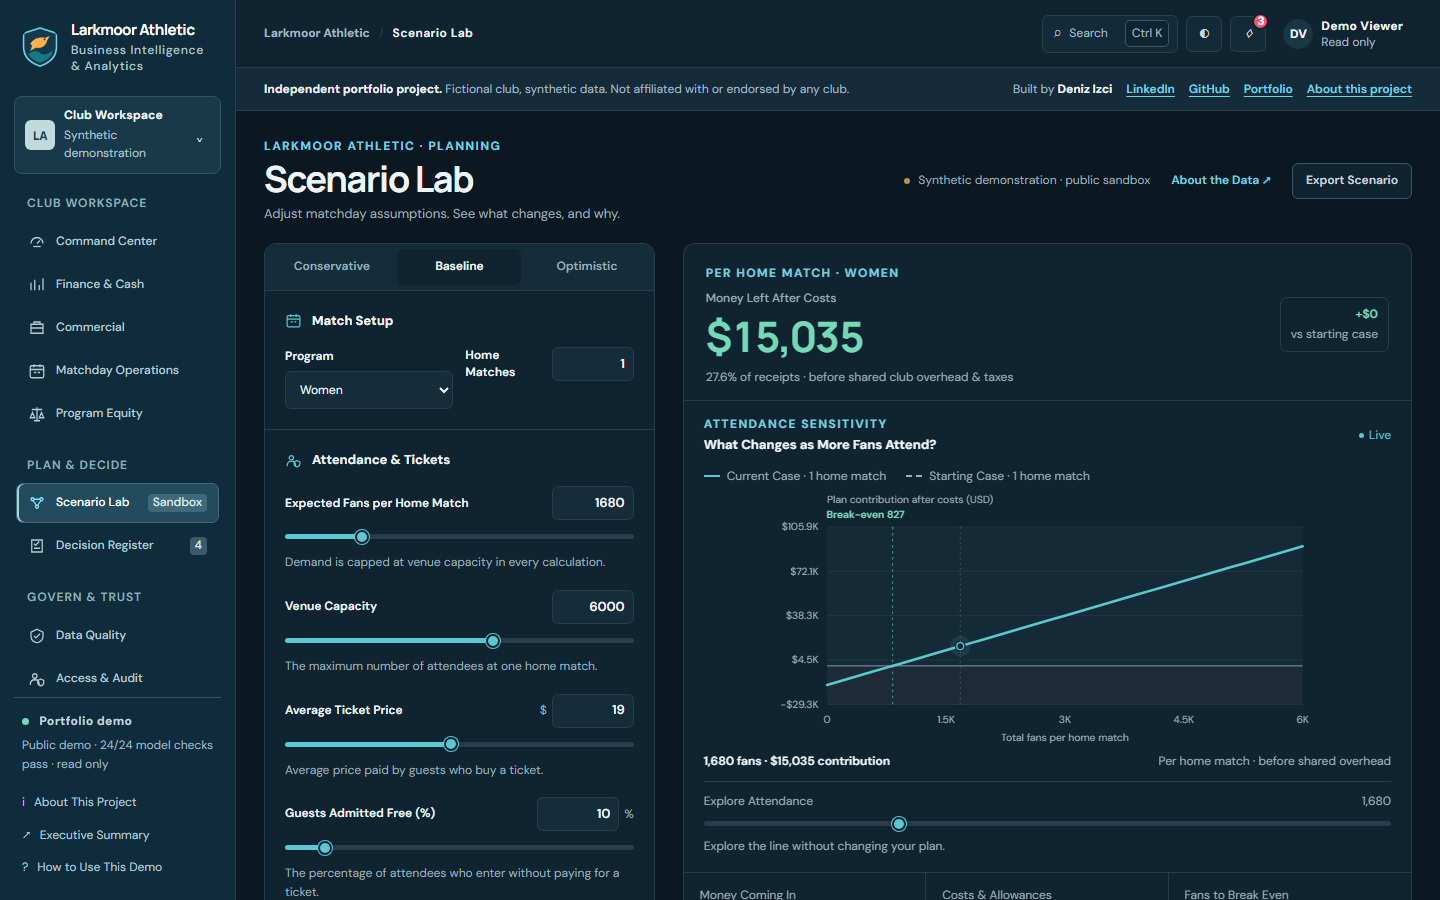 Larkmoor Athletic
Business Intelligence
& Analytics
LA
Club Workspace
Synthetic
demonstration
CLUB WORKSPACE
Command Center
Finance & Cash
Commercial
Matchday Operations
Program Equity
PLAN & DECIDE
Scenario Lab Sandbox
Decision Register 4
GOVERN & TRUST
Data Quality
Access & Audit
Portfolio demo
Public demo · 24/24 model checks
pass · read only
i About This Project
↗ Executive Summary
? How to Use This Demo
Larkmoor Athletic / Scenario Lab
Search Ctrl K
3
DV
Demo Viewer
Read only
Independent portfolio project. Fictional club, synthetic data. Not affiliated with or endorsed by any club.
Built by Deniz Izci LinkedIn GitHub Portfolio About this project
LARKMOOR ATHLETIC · PLANNING
Scenario Lab
Adjust matchday assumptions. See what changes, and why.
Synthetic demonstration · public sandbox
About the Data ↗
Export Scenario
Conservative Baseline Optimistic
Match Setup
Program
Women
Home
Matches
1
Attendance & Tickets
Expected Fans per Home Match 1680
Demand is capped at venue capacity in every calculation.
Venue Capacity 6000
The maximum number of attendees at one home match.
Average Ticket Price $ 19
Average price paid by guests who buy a ticket.
Guests Admitted Free (%) 10 %
The percentage of attendees who enter without paying for a
ticket.
PER HOME MATCH · WOMEN
Money Left After Costs
$15,035
27.6% of receipts · before shared club overhead & taxes
+$0
vs starting case
ATTENDANCE SENSITIVITY
What Changes as More Fans Attend?
Live
Current Case · 1 home match Starting Case · 1 home match
Plan contribution after costs (USD)
Break-even 827
$105.9K
$72.1K
$38.3K
$4.5K
-$29.3K
0 1.5K 3K 4.5K 6K
Total fans per home match
1,680 fans · $15,035 contribution
Per home match · before shared overhead
Explore Attendance 1,680
Explore the line without changing your plan.
Money Coming In Costs & Allowances Fans to Break Even